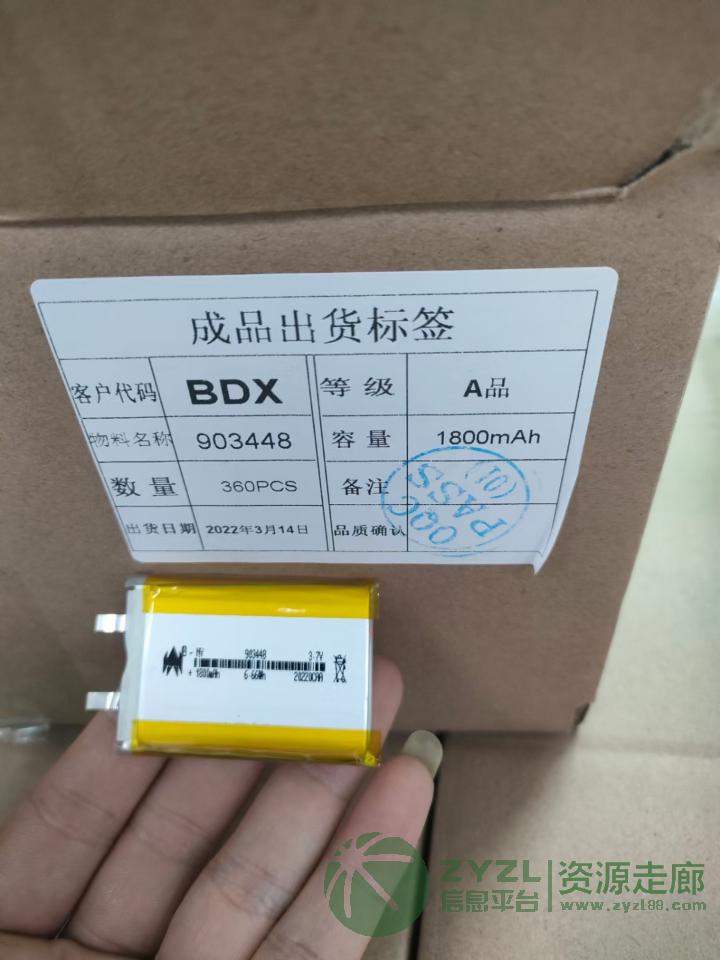 成品出货标签
客户代码 BDX 等级 A品
物料名称 903448 容量 1800mAh
数量 360PCS 备注
出货日期 2022年3月14日 品质确认
OQC
PASS
(01)
903448 3.7V
+ 1800mAh 6.66Wh
ZYZL 资源走廊
信息平台 www.zyzl88.com